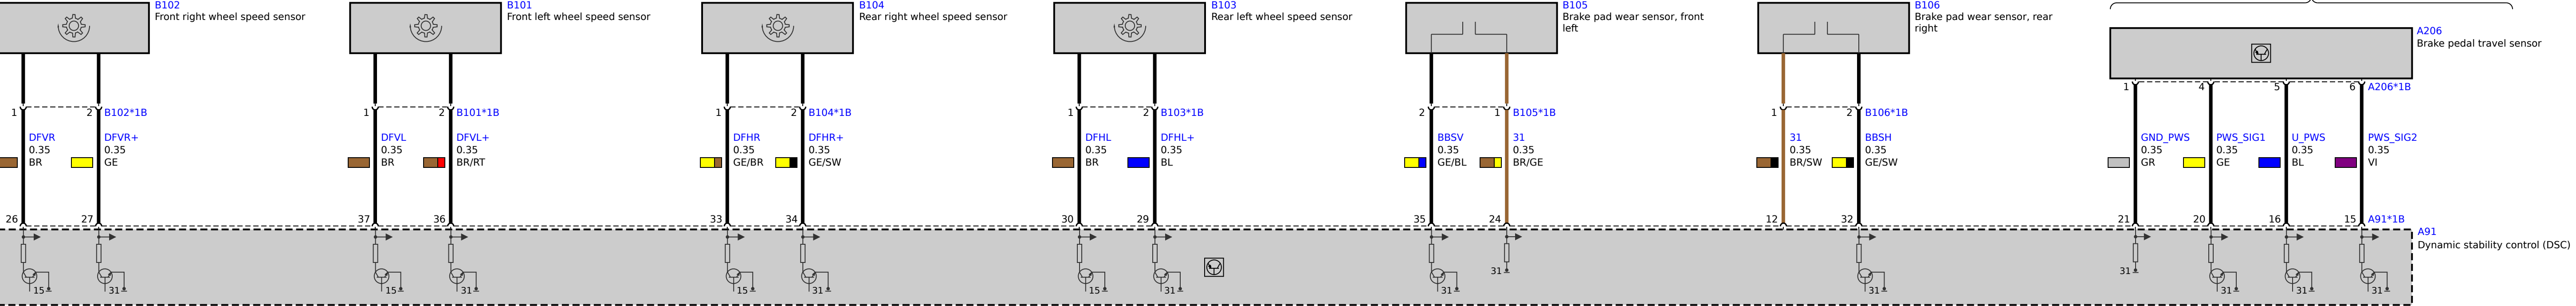 B102
Front right wheel speed sensor
B101
Front left wheel speed sensor
B104
Rear right wheel speed sensor
B103
Rear left wheel speed sensor
B105
Brake pad wear sensor, front
left
B106
Brake pad wear sensor, rear
right
A206
Brake pedal travel sensor
1 4 5 6 A206*1B
1 2 B102*1B
1 2 B101*1B
1 2 B104*1B
1 2 B103*1B
2 1 B105*1B
1 2 B106*1B
DFVR
0.35
BR
DFVR+
0.35
GE
DFVL
0.35
BR
DFVL+
0.35
BR/RT
DFHR
0.35
GE/BR
DFHR+
0.35
GE/SW
DFHL
0.35
BR
DFHL+
0.35
BL
BBSV
0.35
GE/BL
31
0.35
BR/GE
31
0.35
BR/SW
BBSH
0.35
GE/SW
GND_PWS
0.35
GR
PWS_SIG1
0.35
GE
U_PWS
0.35
BL
PWS_SIG2
0.35
VI
26 27 37 36 33 34 30 29 35 24 12 32 21 20 16 15 A91*1B
A91
Dynamic stability control (DSC)
31 31
15 31 15 31 15 31 15 31 31 31 31 31 31